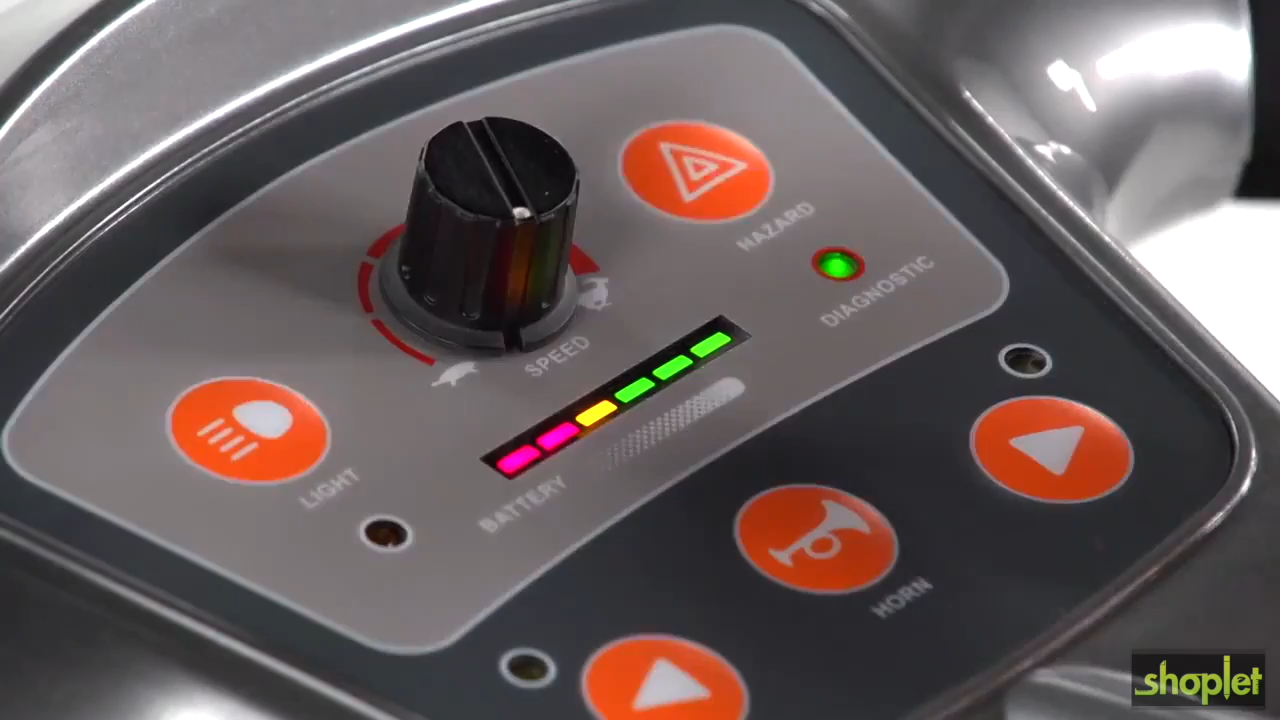 HAZARD
DIAGNOSTIC
SPEED
LIGHT
BATTERY
HORN
shoplet